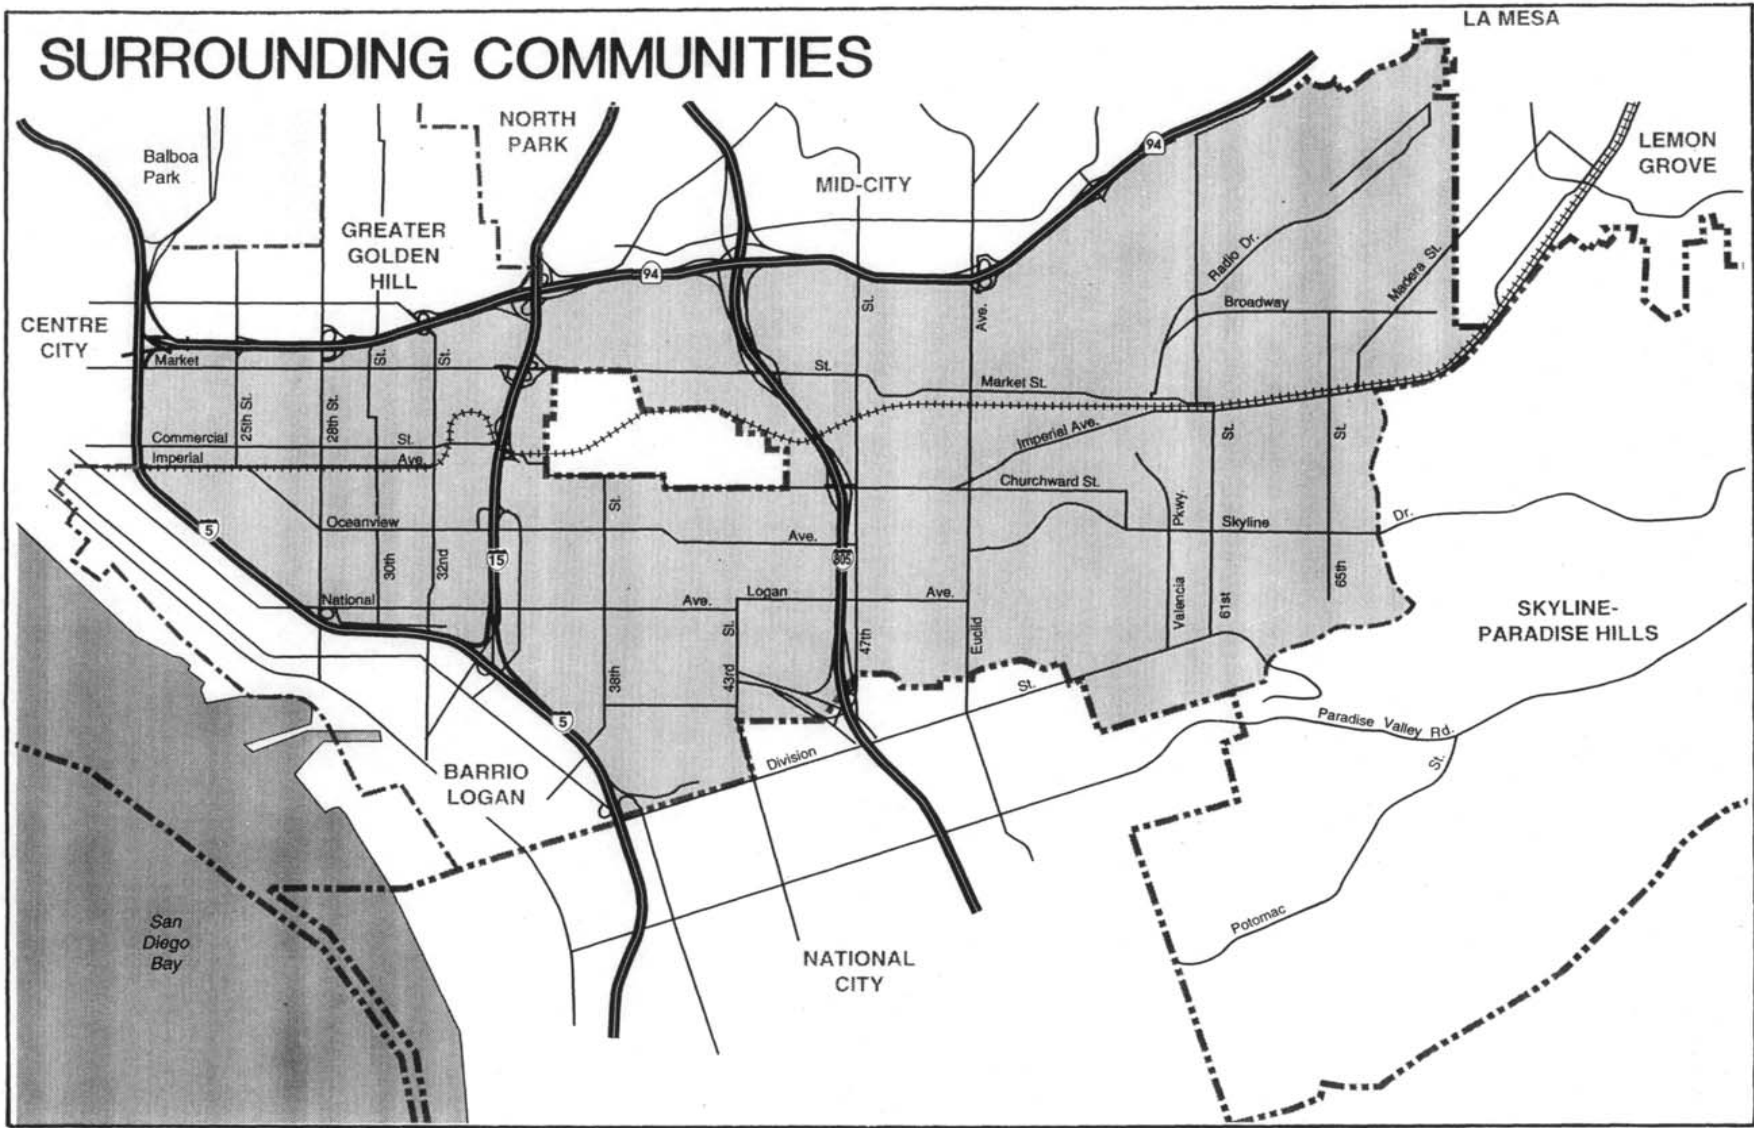 SURROUNDING COMMUNITIES
LA MESA
NORTH
PARK
Balboa
Park
MID-CITY
94
LEMON
GROVE
GREATER
GOLDEN
HILL
94
Radio Dr.
Madera St.
Broadway
CENTRE
CITY
Market
St.
St.
St.
Ave.
St.
Market St.
25th St.
28th St.
Commercial
St.
Imperial
Ave.
Imperial Ave.
St.
St.
Churchward St.
St.
Oceanview
Ave.
Pkwy.
Skyline
Dr.
5
15
805
30th
32nd
National
Ave.
Logan
Ave.
Valencia
61st
65th
SKYLINE-
PARADISE HILLS
St.
47th
Euclid
38th
43rd
St.
5
Division
Paradise Valley Rd.
St.
BARRIO
LOGAN
San
Diego
Bay
NATIONAL
CITY
Potomac